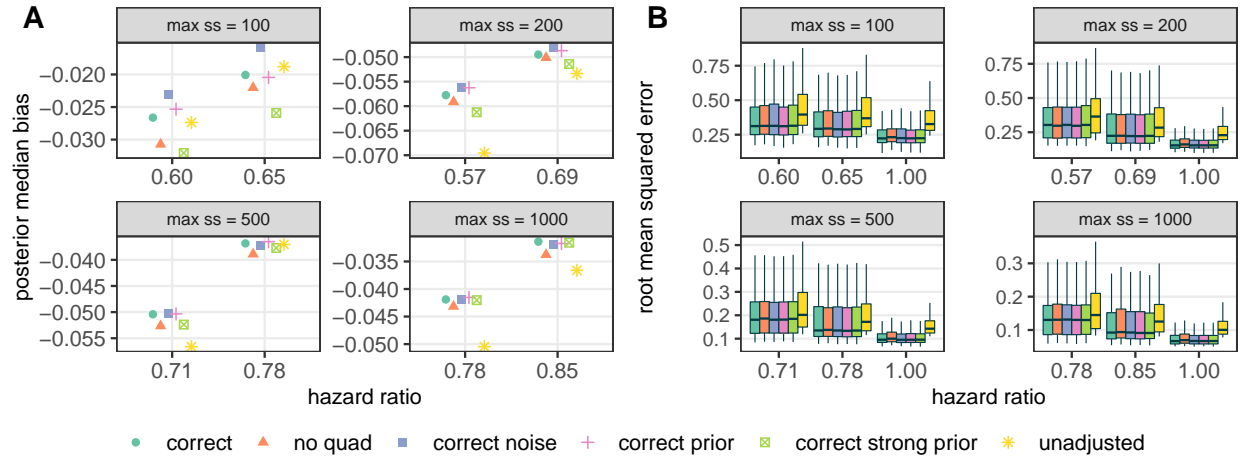 A
max ss = 100
max ss = 200
posterior median bias
−0.020
−0.025
−0.030
0.60
0.65
−0.050
−0.055
−0.060
−0.065
−0.070
0.57
0.69
max ss = 500
max ss = 1000
−0.040
−0.045
−0.050
−0.055
0.71
0.78
−0.035
−0.040
−0.045
−0.050
0.78
0.85
hazard ratio
B
max ss = 100
max ss = 200
root mean squared error
0.75
0.50
0.25
0.60
0.65
1.00
0.75
0.50
0.25
0.57
0.69
1.00
max ss = 500
max ss = 1000
0.5
0.4
0.3
0.2
0.1
0.71
0.78
1.00
0.3
0.2
0.1
0.78
0.85
1.00
hazard ratio
correct
no quad
correct noise
correct prior
correct strong prior
unadjusted